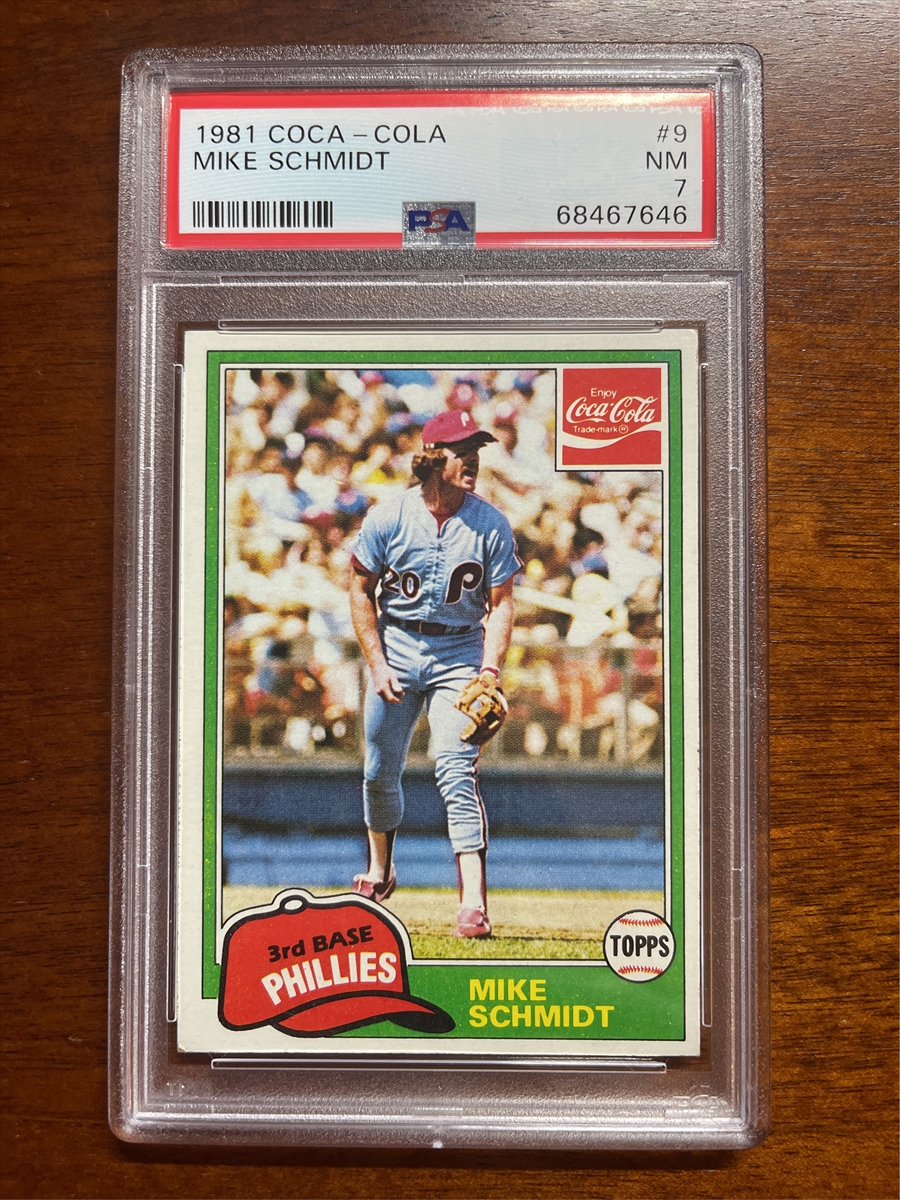 1981 COCA-COLA #9
MIKE SCHMIDT NM
7
PSA 68467646
Enjoy
Coca-Cola
Trade-mark ®
P
20 P
3rd BASE
PHILLIES
TOPPS
MIKE
SCHMIDT